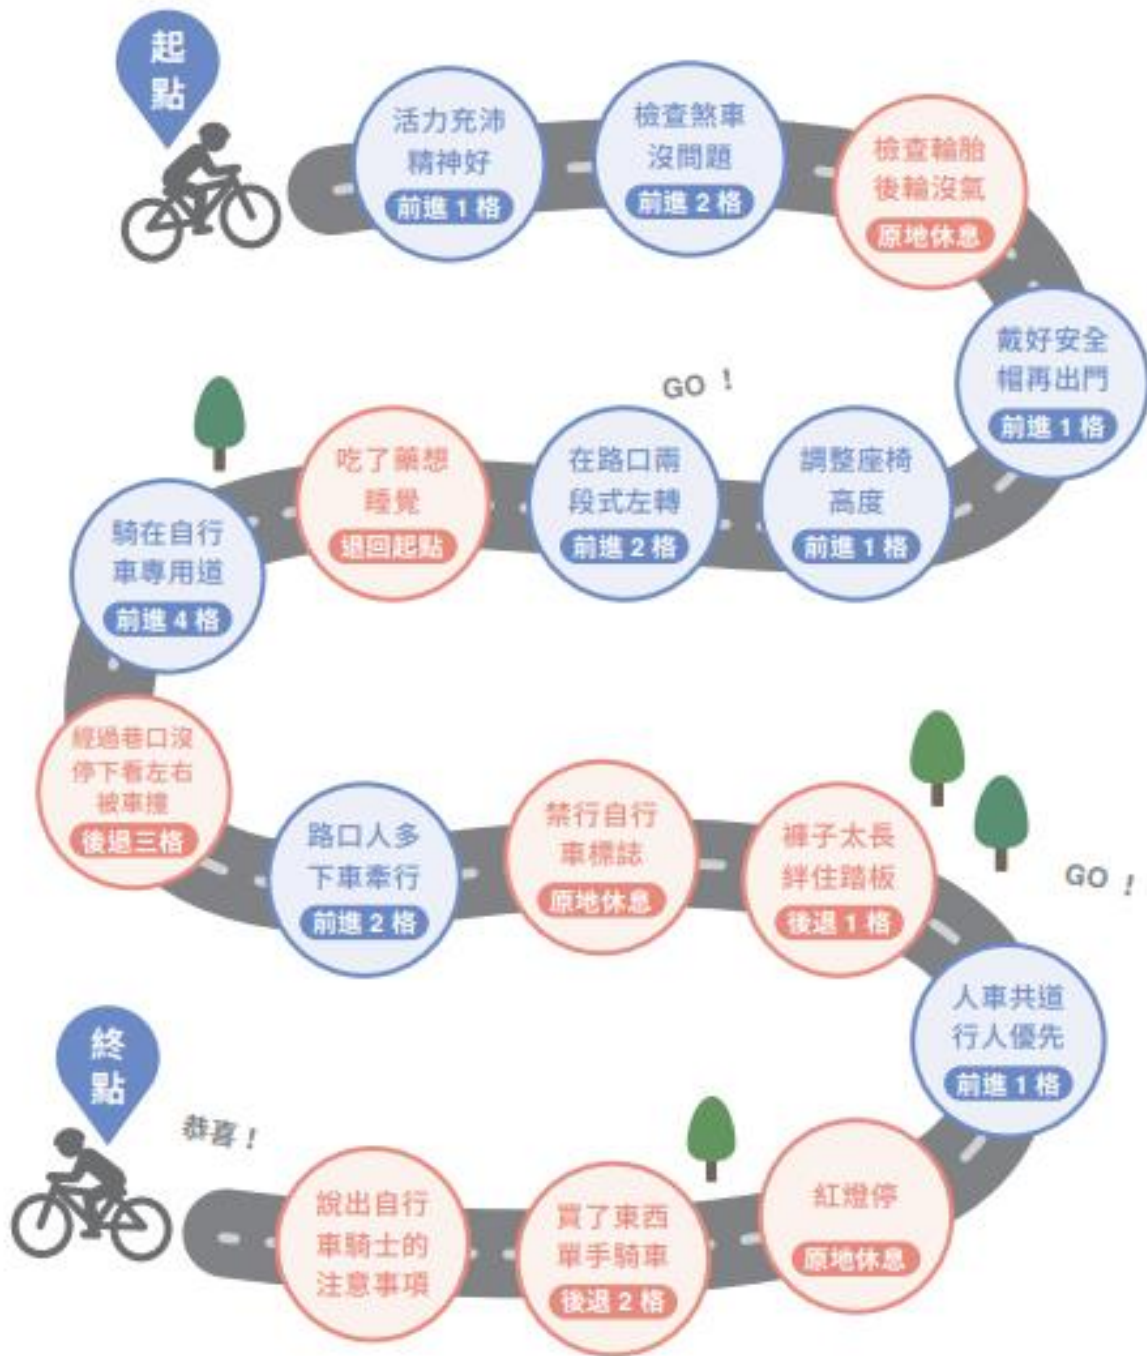 起
點
活力充沛
精神好
前進 1 格
檢查煞車
沒問題
前進 2 格
檢查輪胎
後輪沒氣
原地休息
戴好安全
帽再出門
前進 1 格
GO !
調整座椅
高度
前進 1 格
在路口兩
段式左轉
前進 2 格
吃了藥想
睡覺
退回起點
騎在自行
車專用道
前進 4 格
經過巷口沒
停下看左右
被車撞
後退三格
路口人多
下車牽行
前進 2 格
禁行自行
車標誌
原地休息
褲子太長
絆住踏板
後退 1 格
GO !
人車共道
行人優先
前進 1 格
紅燈停
原地休息
買了東西
單手騎車
後退 2 格
說出自行
車騎士的
注意事項
恭喜！
終
點